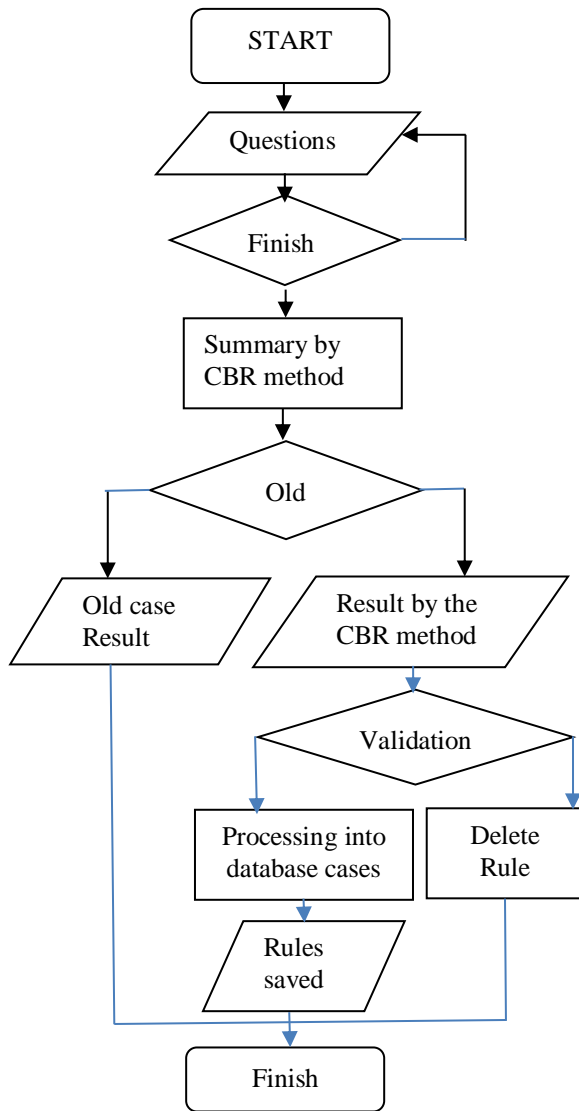 START
Questions
Finish
Summary by
CBR method
Old
Old case
Result
Result by the
CBR method
Validation
Processing into
database cases
Delete
Rule
Rules
saved
Finish